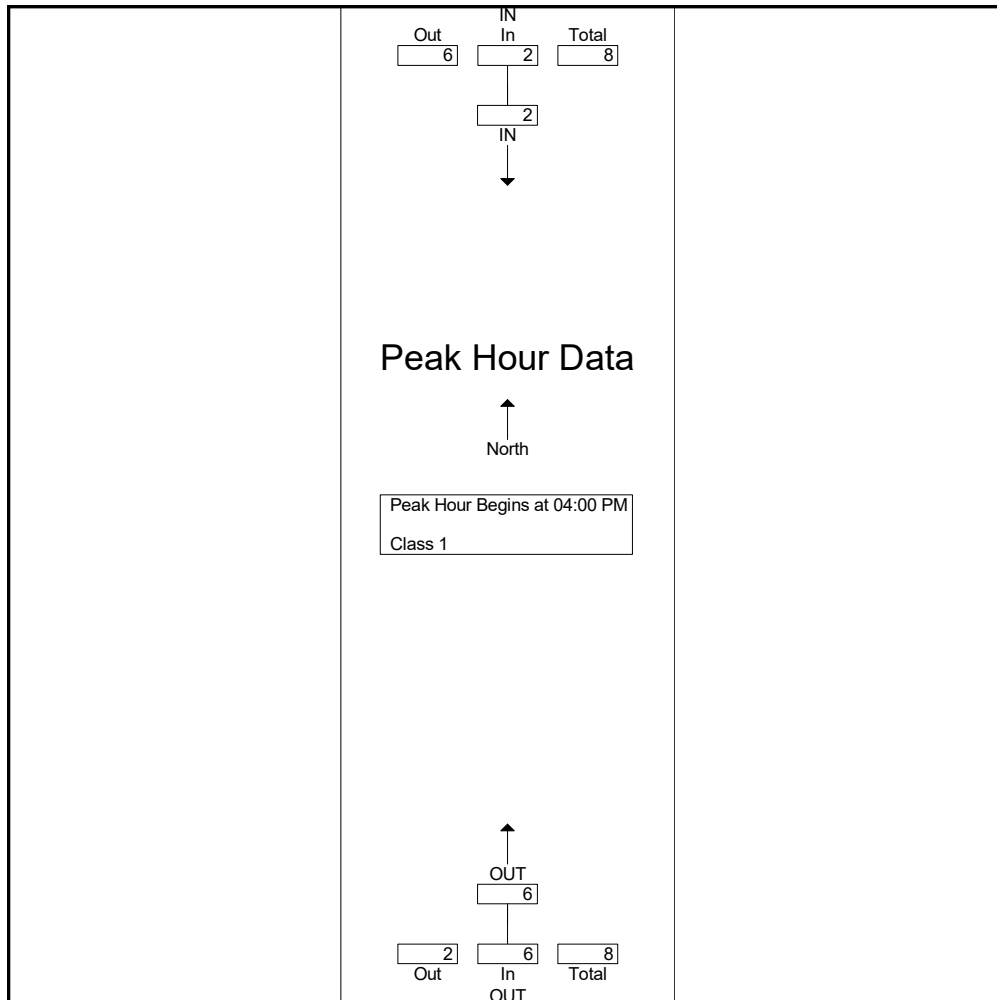 IN
Out In Total
6 2 8
2
IN
Peak Hour Data
North
Peak Hour Begins at 04:00 PM
Class 1
OUT
6
2 6 8
Out In Total
OUT